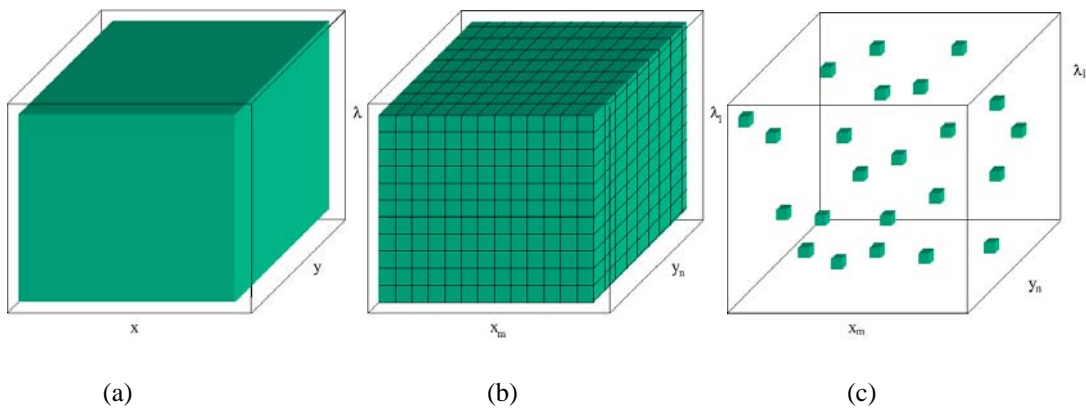 λ
λ_l
λ_l
y
y_n
y_n
x
x_m
x_m
(a) (b) (c)